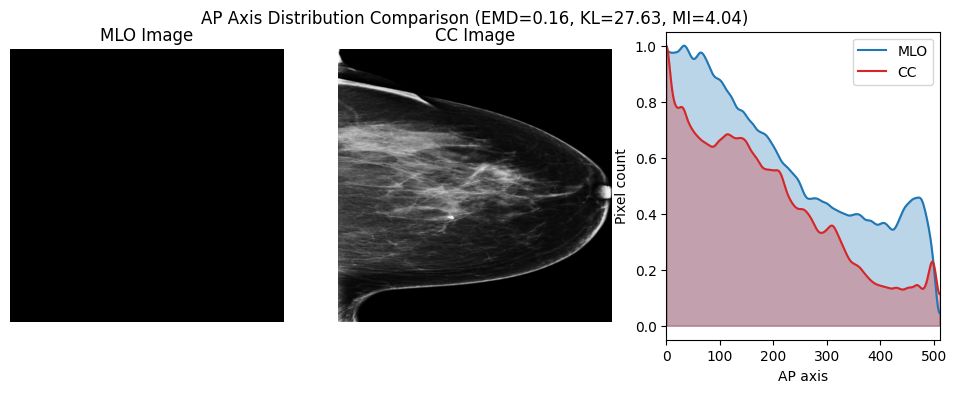 AP Axis Distribution Comparison (EMD=0.16, KL=27.63, MI=4.04)
MLO Image
CC Image
MLO
CC
Pixel count
1.0
0.8
0.6
0.4
0.2
0.0
0 100 200 300 400 500
AP axis